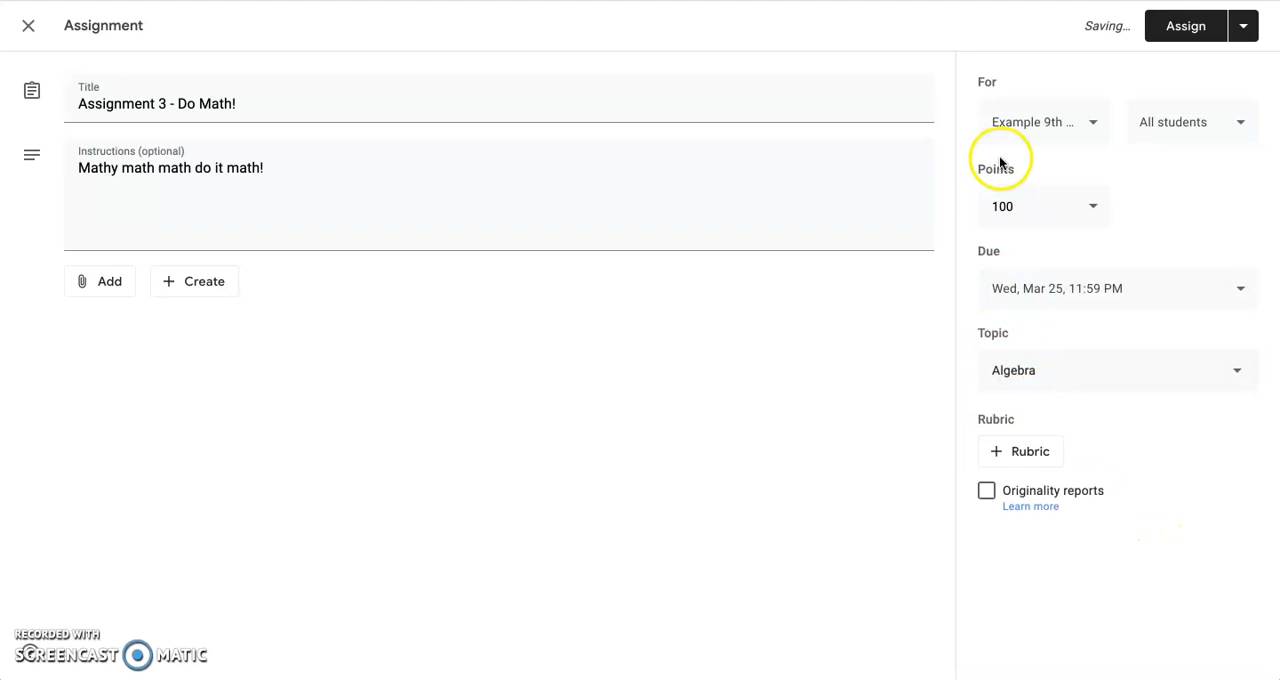 Assignment
Saving...
Assign
Title
Assignment 3 - Do Math!
Instructions (optional)
Mathy math math do it math!
Add
Create
For
Example 9th ...
All students
Points
100
Due
Wed, Mar 25, 11:59 PM
Topic
Algebra
Rubric
Rubric
Originality reports
Learn more
RECORDED WITH
SCREENCAST MATIC